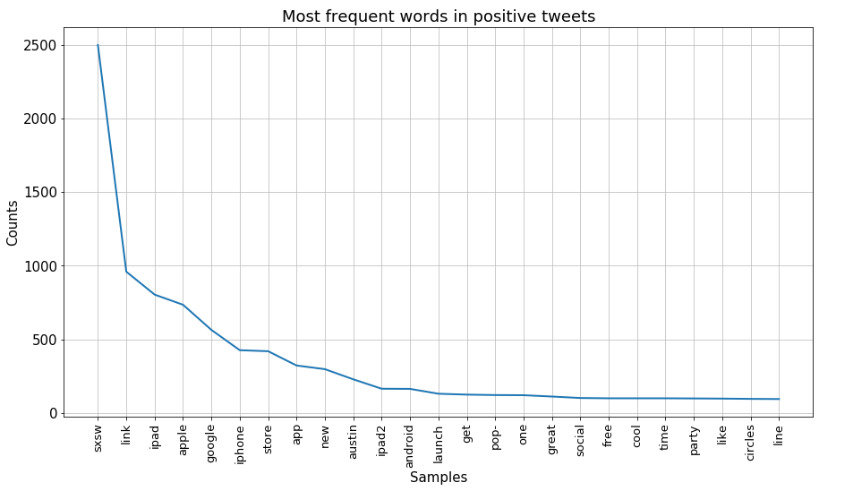 Most frequent words in positive tweets
2500
2000
1500
1000
500
0
Counts
sxsw
link
ipad
apple
google
iphone
store
app
new
austin
ipad2
android
launch
get
pop-
one
great
social
free
cool
time
party
like
circles
line
Samples